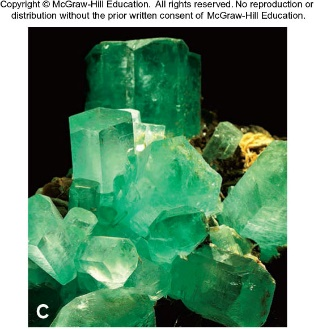 Copyright © McGraw-Hill Education. All rights reserved. No reproduction or
distribution without the prior written consent of McGraw-Hill Education.
C